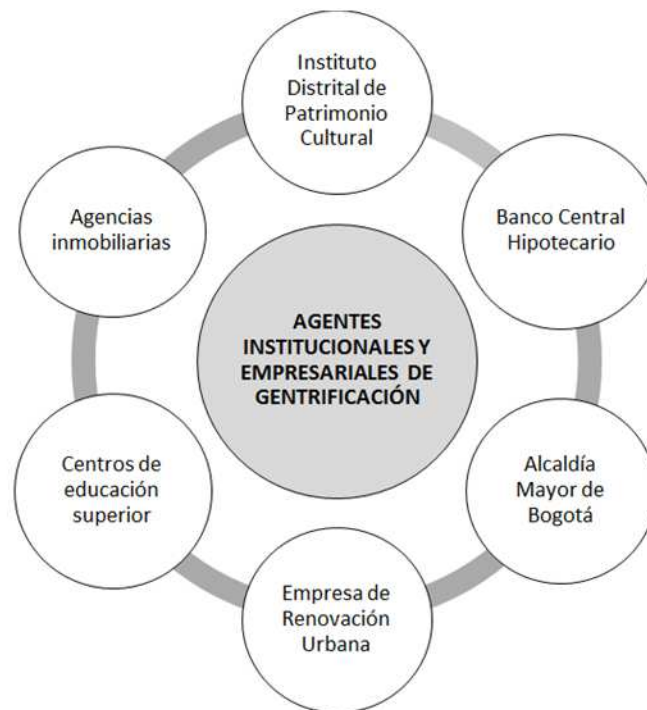 Instituto
Distrital de
Patrimonio
Cultural
Agencias
inmobiliarias
Banco Central
Hipotecario
AGENTES
INSTITUCIONALES Y
EMPRESARIALES DE
GENTRIFICACIÓN
Centros de
educación
superior
Alcaldía
Mayor de
Bogotá
Empresa de
Renovación
Urbana